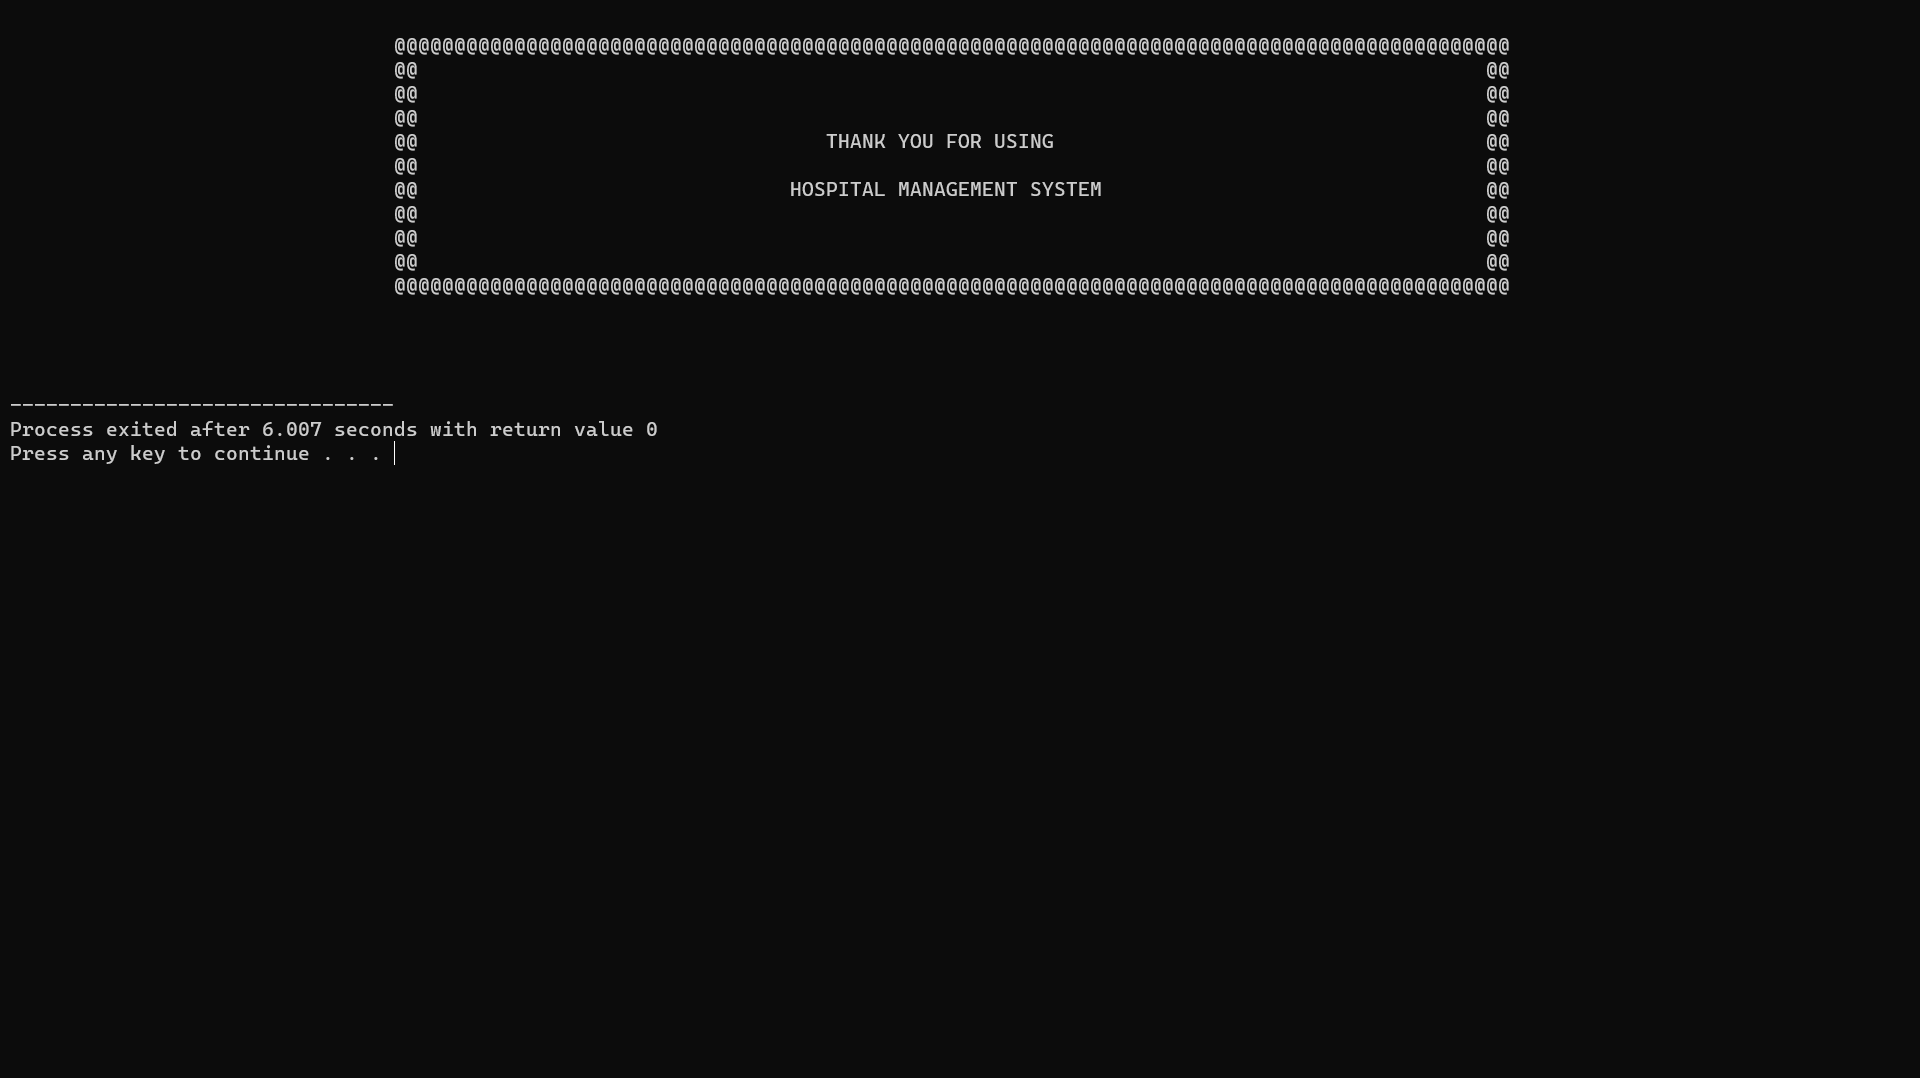 @@@@@@@@@@@@@@@@@@@@@@@@@@@@@@@@@@@@@@@@@@@@@@@@@@@@@@@@@@@@@@@@@@@@@@@@@@@@@@@@@@@@@@@@@@@@@
@@ @@
@@ @@
@@ @@
@@ THANK YOU FOR USING @@
@@ @@
@@ HOSPITAL MANAGEMENT SYSTEM @@
@@ @@
@@ @@
@@ @@
@@@@@@@@@@@@@@@@@@@@@@@@@@@@@@@@@@@@@@@@@@@@@@@@@@@@@@@@@@@@@@@@@@@@@@@@@@@@@@@@@@@@@@@@@@@@@
--------------------------------
Process exited after 6.007 seconds with return value 0
Press any key to continue . . .